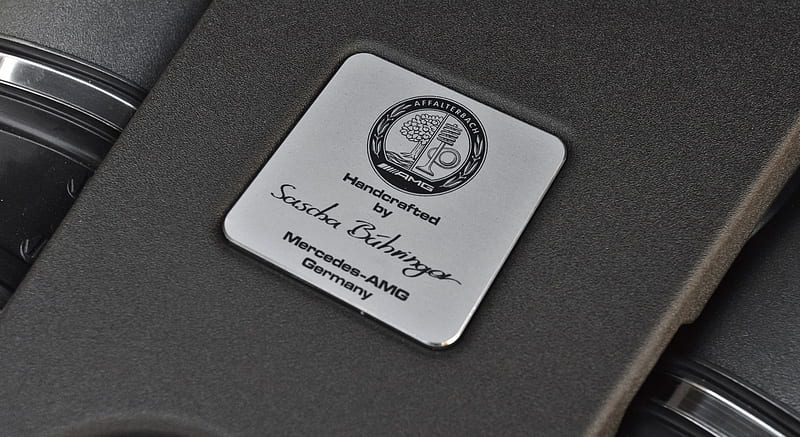 AFFALTERBACH
AMG
Handcrafted
by
Sascha Bühringer
Mercedes-AMG
Germany